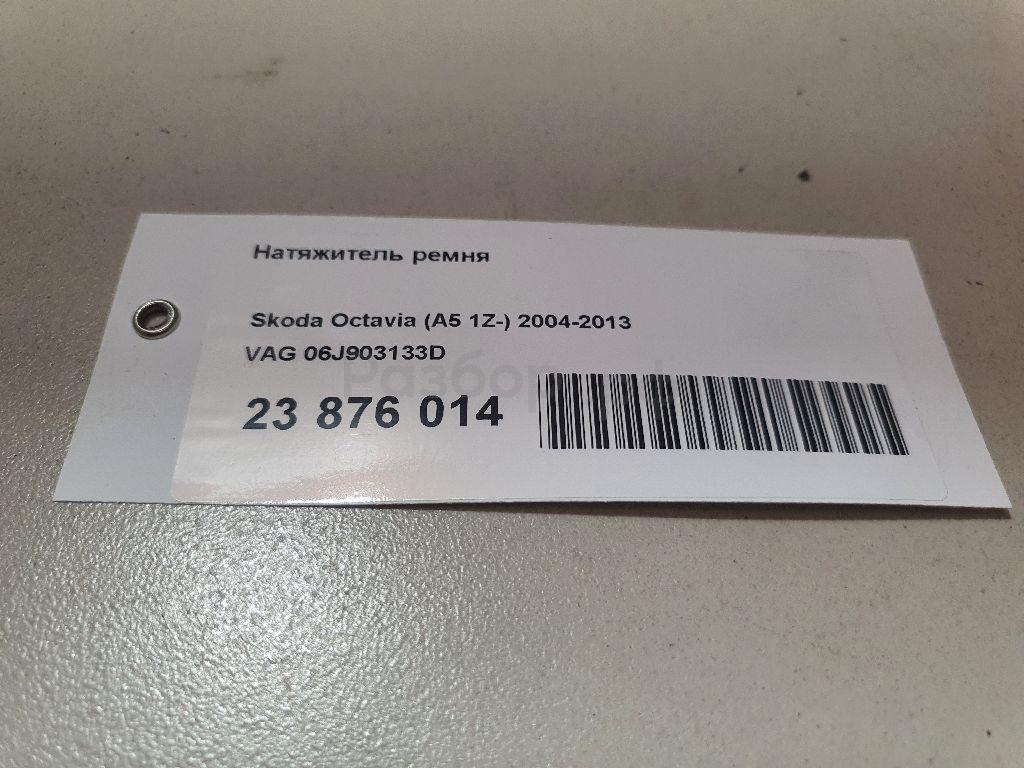 Натяжитель ремня
Skoda Octavia (A5 1Z-) 2004-2013
VAG 06J903133D
23 876 014